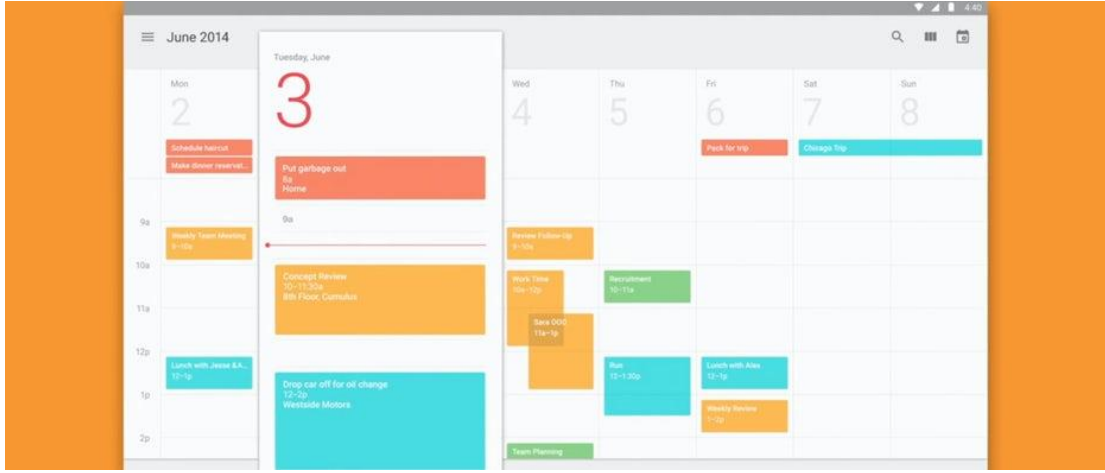 4:40
June 2014
Mon
2
Schedule haircut
Make dinner reservat...
Tuesday, June
3
Put garbage out
8a
Home
9a
Concept Review
10–11:30a
8th Floor, Cumulus
Drop car off for oil change
12–2p
Westside Motors
Wed
4
Thu
5
Fri
6
Pack for trip
Sat
7
Sun
8
Chicago Trip
9a
10a
11a
12p
1p
2p
Weekly Team Meeting
9–10a
Lunch with Jesse &A...
12–1p
Review Follow-Up
9–10a
Work Time
10a–12p
Sara OOO
11a–1p
Team Planning
Recruitment
10–11a
Run
12–1:30p
Lunch with Alex
12–1p
Weekly Review
1–2p